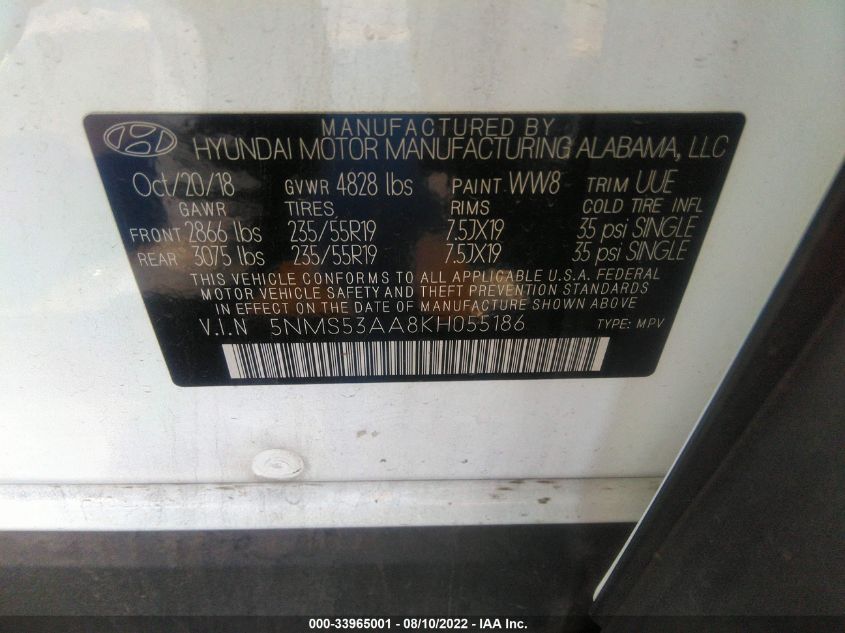 MANUFACTURED BY
HYUNDAI MOTOR MANUFACTURING ALABAMA, LLC
Oct/20/18 GVWR 4828 lbs PAINT WW8 TRIM UUE
GAWR TIRES RIMS COLD TIRE INFL
FRONT 2866 lbs 235/55R19 7.5JX19 35 psi SINGLE
REAR 3075 lbs 235/55R19 7.5JX19 35 psi SINGLE
THIS VEHICLE CONFORMS TO ALL APPLICABLE U.S.A. FEDERAL
MOTOR VEHICLE SAFETY AND THEFT PREVENTION STANDARDS
IN EFFECT ON THE DATE OF MANUFACTURE SHOWN ABOVE.
V.I.N 5NMS53AA8KH055186 TYPE: MPV
000-33965001 - 08/10/2022 - IAA Inc.